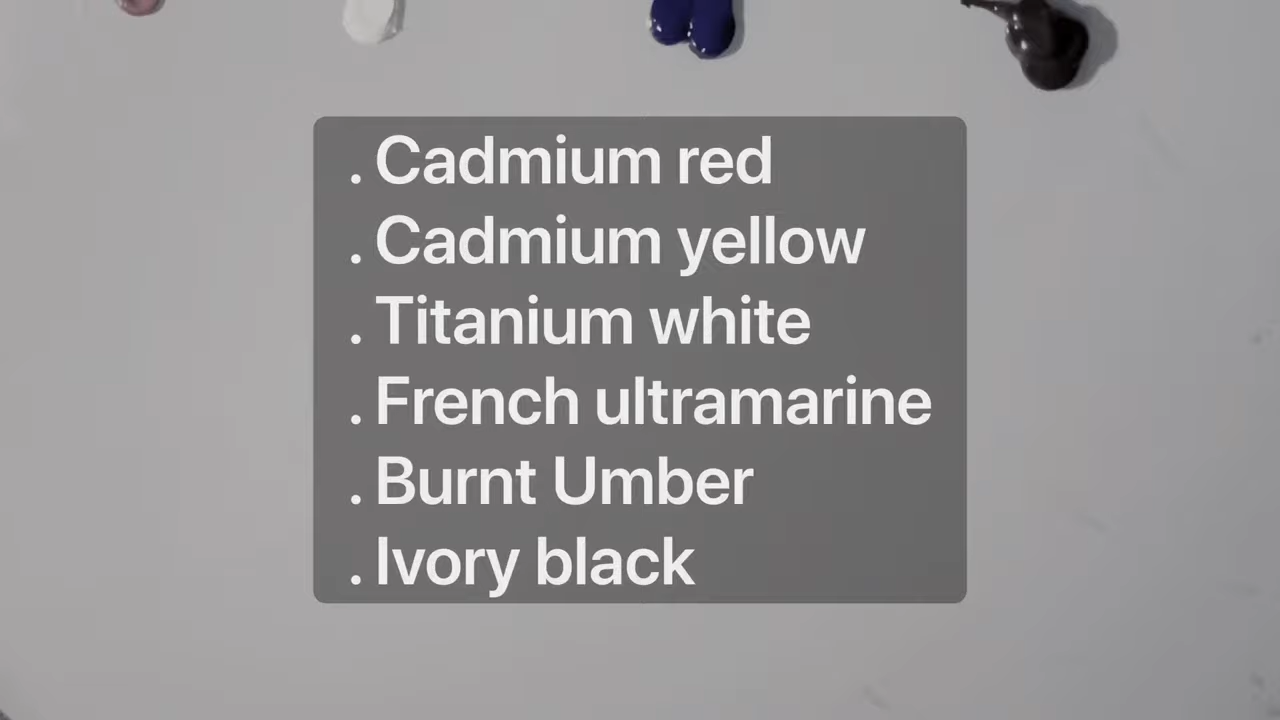 . Cadmium red
. Cadmium yellow
. Titanium white
. French ultramarine
. Burnt Umber
. Ivory black